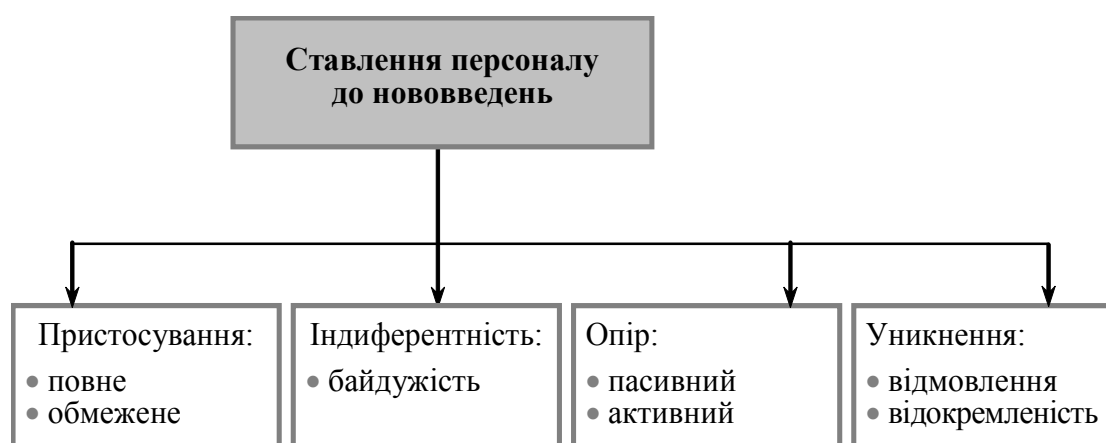 Ставлення персоналу
до нововведень
Пристосування:
• повне
• обмежене
Індиферентність:
• байдужість
Опір:
• пасивний
• активний
Уникнення:
• відмовлення
• відокремленість